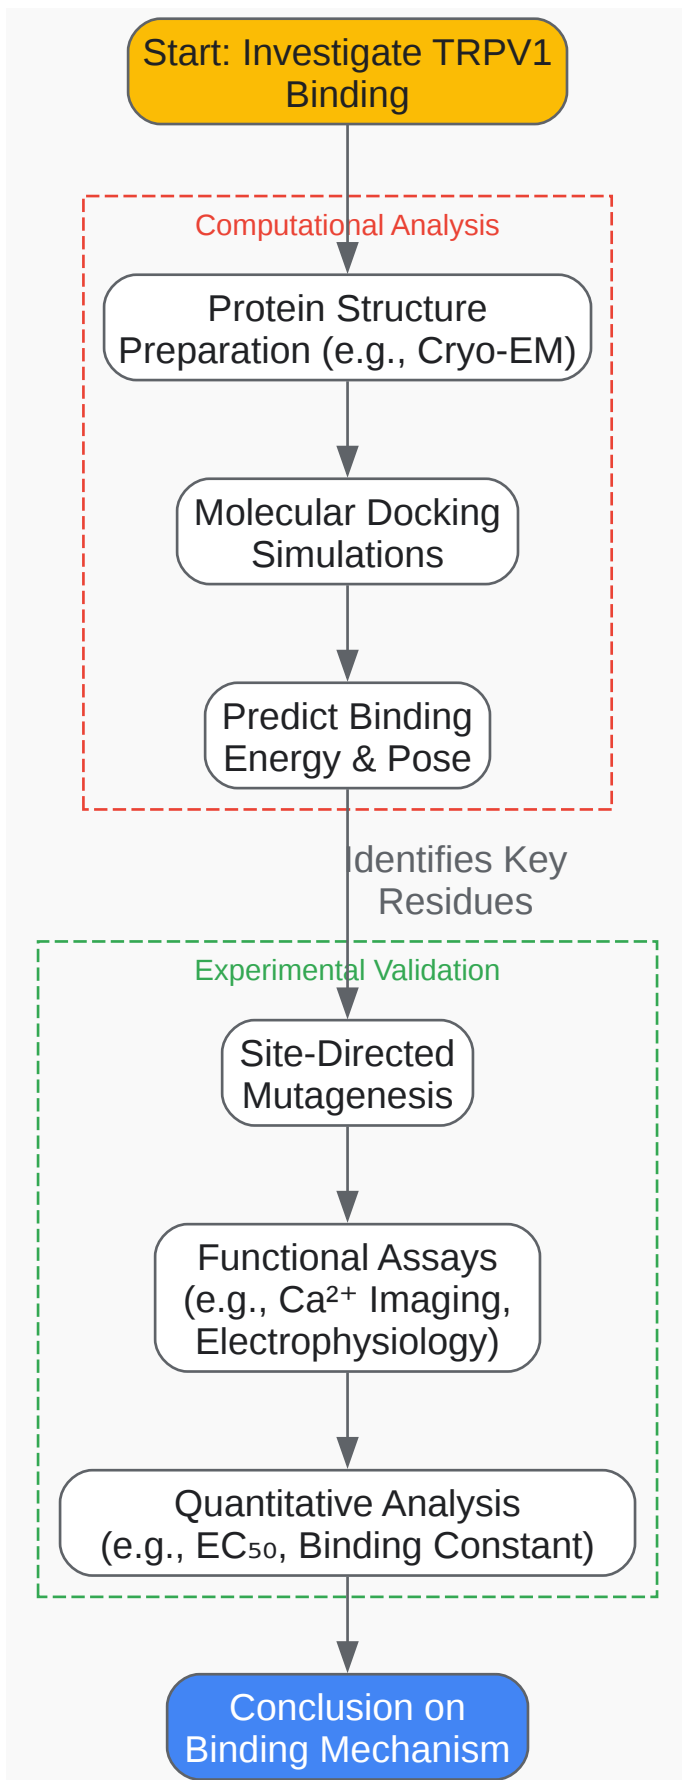 Start: Investigate TRPV1
Binding
Computational Analysis
Protein Structure
Preparation (e.g., Cryo-EM)
Molecular Docking
Simulations
Predict Binding
Energy & Pose
Identifies Key
Residues
Experimental Validation
Site-Directed
Mutagenesis
Functional Assays
(e.g., Ca²⁺ Imaging,
Electrophysiology)
Quantitative Analysis
(e.g., EC₅₀, Binding Constant)
Conclusion on
Binding Mechanism